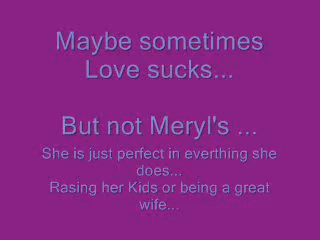 Maybe sometimes
Love sucks...
But not Meryl's ...
She is just perfect in everthing she
does...
Rasing her Kids or being a great
wife...